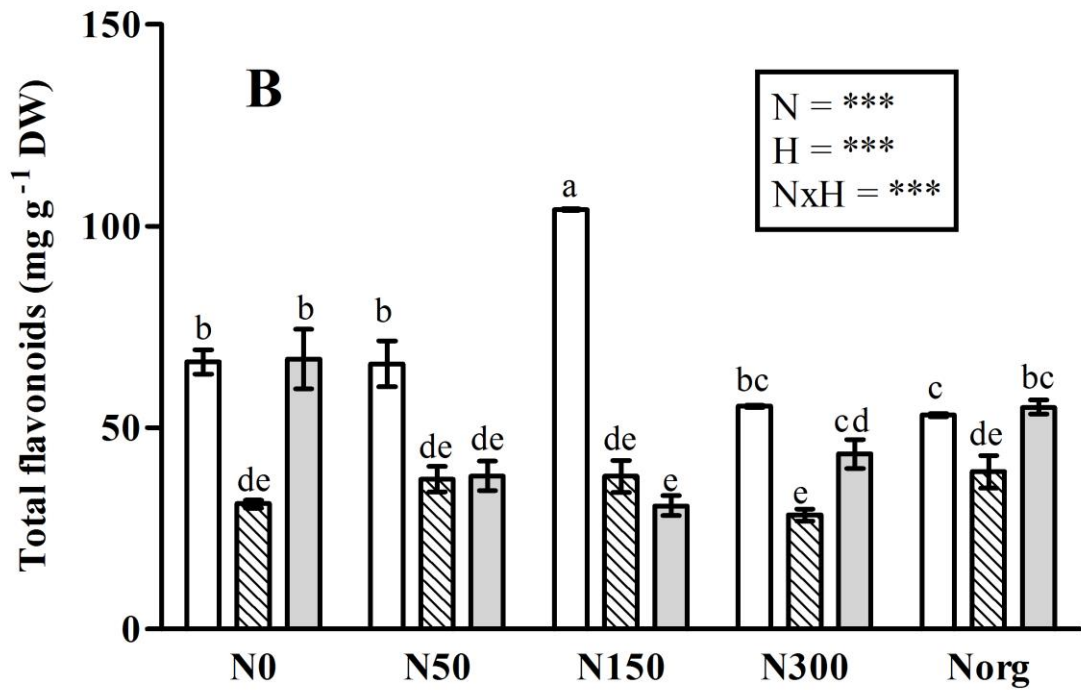 Total flavonoids (mg g -1 DW)
150
100
50
0
B
N = ***
H = ***
NxH = ***
b
de
b
b
de
de
a
de
e
bc
e
cd
c
de
bc
N0
N50
N150
N300
Norg